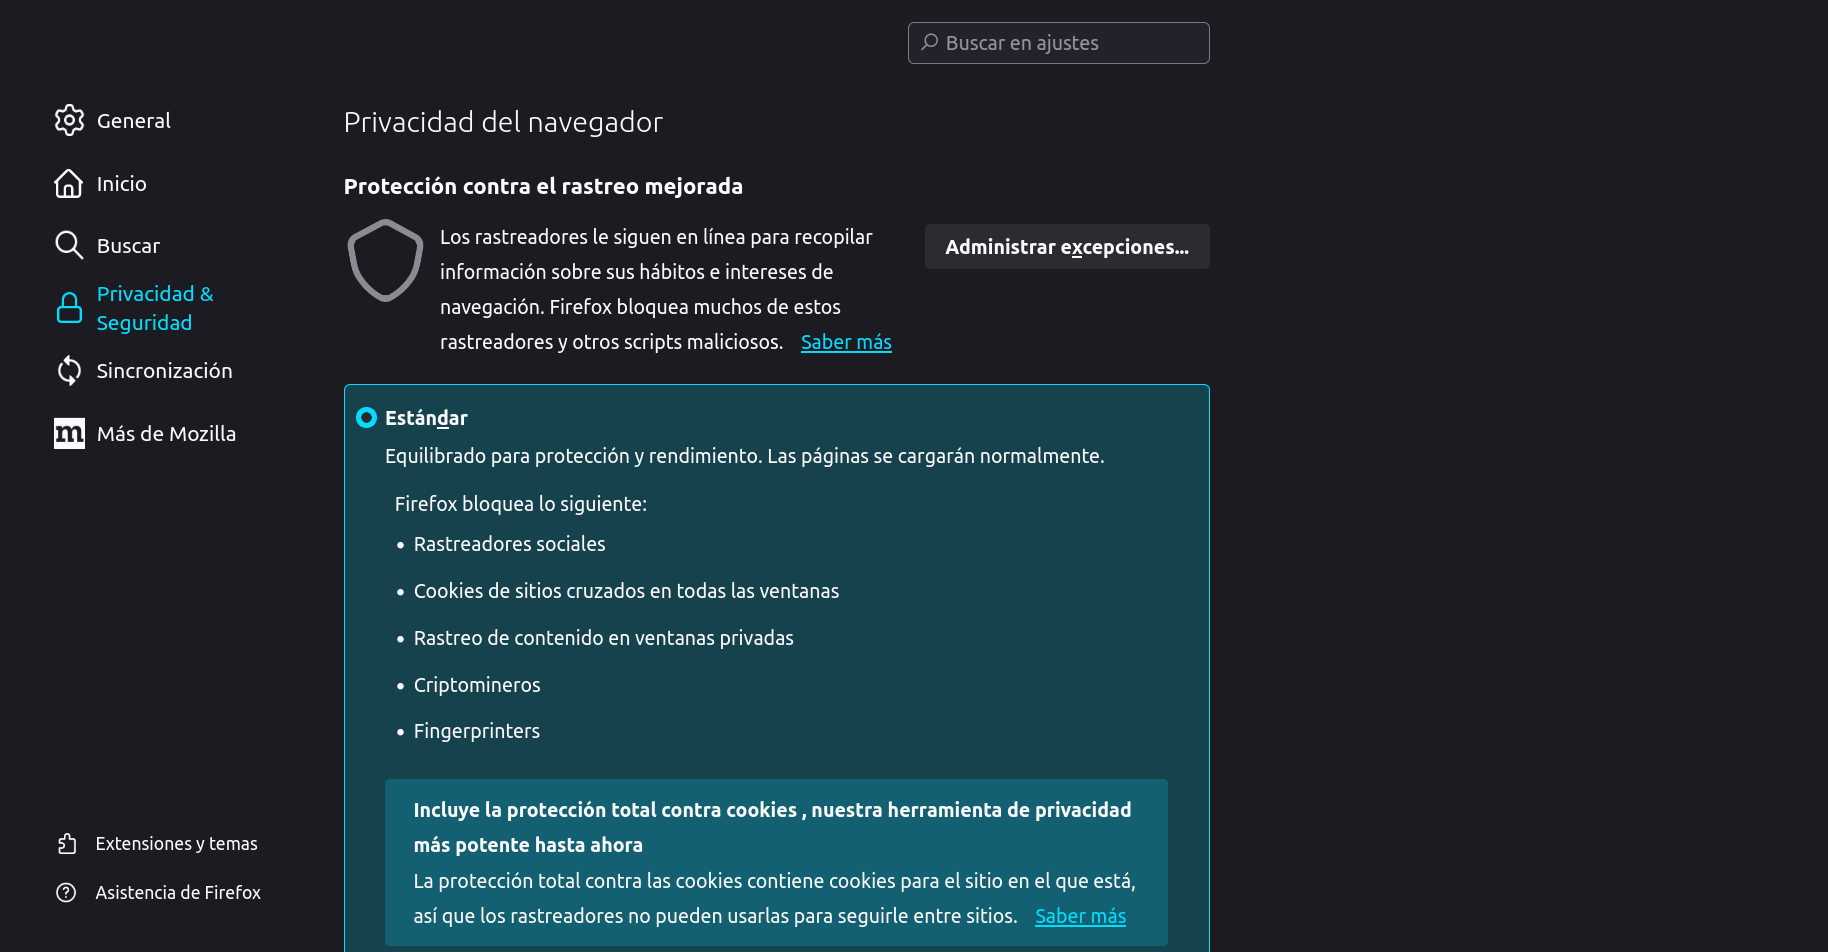 Buscar en ajustes
General
Inicio
Buscar
Privacidad &
Seguridad
Sincronización
m Más de Mozilla
Extensiones y temas
Asistencia de Firefox
Privacidad del navegador
Protección contra el rastreo mejorada
Los rastreadores le siguen en línea para recopilar
información sobre sus hábitos e intereses de
navegación. Firefox bloquea muchos de estos
rastreadores y otros scripts maliciosos. Saber más
Administrar excepciones...
Estándar
Equilibrado para protección y rendimiento. Las páginas se cargarán normalmente.
Firefox bloquea lo siguiente:
• Rastreadores sociales
• Cookies de sitios cruzados en todas las ventanas
• Rastreo de contenido en ventanas privadas
• Criptomineros
• Fingerprinters
Incluye la protección total contra cookies , nuestra herramienta de privacidad
más potente hasta ahora
La protección total contra las cookies contiene cookies para el sitio en el que está,
así que los rastreadores no pueden usarlas para seguirle entre sitios. Saber más